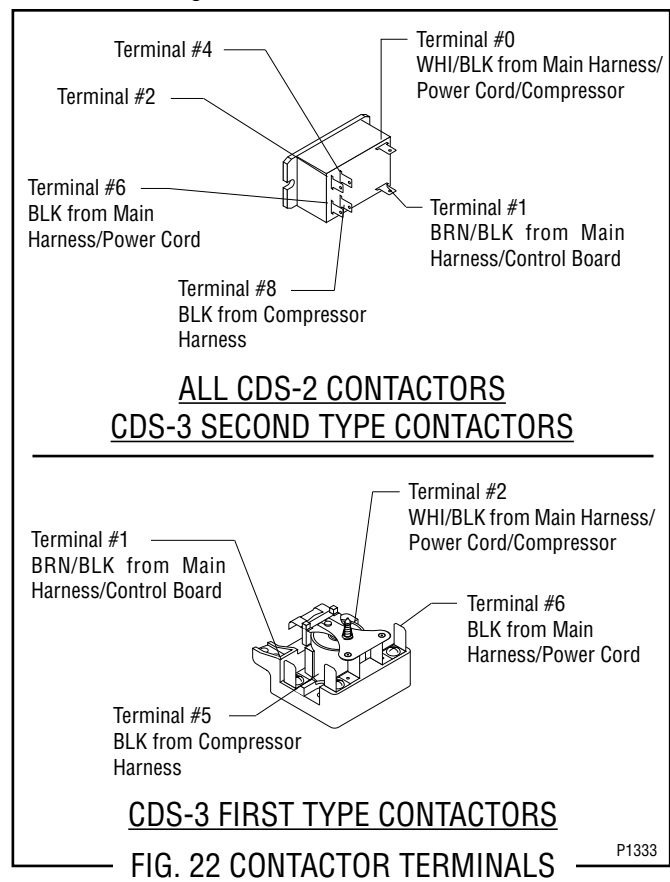 Terminal #4
Terminal #0
WHI/BLK from Main Harness/
Power Cord/Compressor
Terminal #2
Terminal #6
BLK from Main
Harness/Power Cord
Terminal #1
BRN/BLK from Main
Harness/Control Board
Terminal #8
BLK from Compressor
Harness
ALL CDS-2 CONTACTORS
CDS-3 SECOND TYPE CONTACTORS
Terminal #2
WHI/BLK from Main Harness/
Power Cord/Compressor
Terminal #1
BRN/BLK from Main
Harness/Control Board
Terminal #6
BLK from Main
Harness/Power Cord
Terminal #5
BLK from Compressor
Harness
CDS-3 FIRST TYPE CONTACTORS
P1333
FIG. 22 CONTACTOR TERMINALS